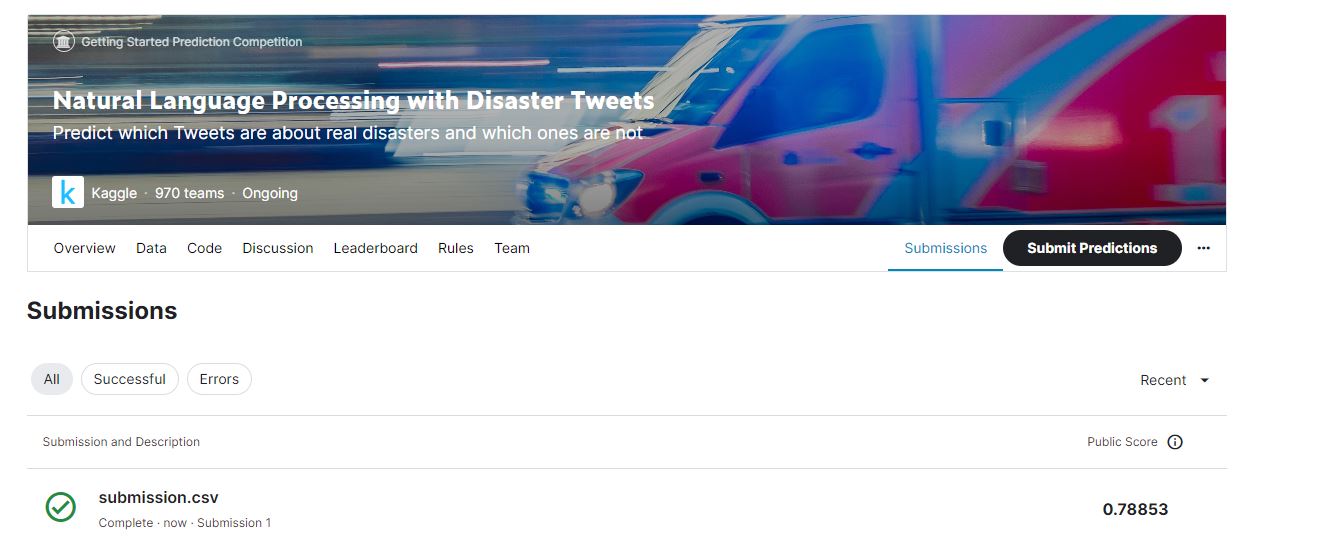 Getting Started Prediction Competition
Natural Language Processing with Disaster Tweets
Predict which Tweets are about real disasters and which ones are not
k Kaggle · 970 teams · Ongoing
Overview Data Code Discussion Leaderboard Rules Team Submissions Submit Predictions ···
Submissions
All Successful Errors Recent
Submission and Description Public Score
submission.csv 0.78853
Complete · now · Submission 1